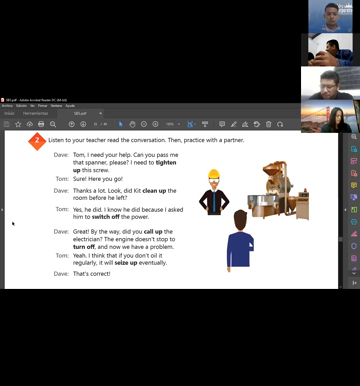 2. Listen to your teacher read the conversation. Then, practice with a partner.
Dave: Tom, I need your help. Can you pass me
that spanner, please? I need to tighten
up this screw.
Tom: Sure! Here you go!
Dave: Thanks a lot. Look, did Kit clean up the
room before he left?
Tom: Yes, he did. I know he did because I asked
him to switch off the power.
Dave: Great! By the way, did you call up the
electrician? The engine doesn't stop to
turn off, and now we have a problem.
Tom: Yeah. I think that if you don't oil it
regularly, it will seize up eventually.
Dave: That's correct!